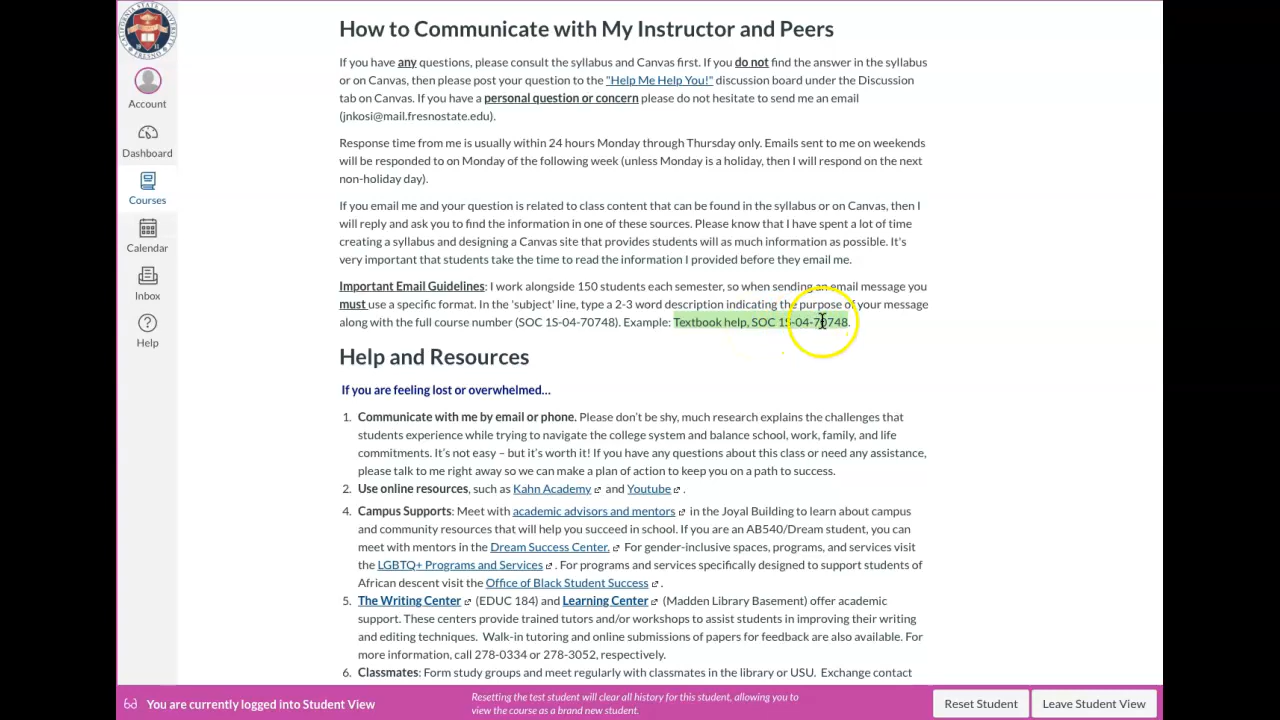 CALIFORNIA STATE UNIVERSITY
FRESNO
Account
Dashboard
Courses
Calendar
Inbox
Help
How to Communicate with My Instructor and Peers
If you have any questions, please consult the syllabus and Canvas first. If you do not find the answer in the syllabus
or on Canvas, then please post your question to the "Help Me Help You!" discussion board under the Discussion
tab on Canvas. If you have a personal question or concern please do not hesitate to send me an email
(jnkosi@mail.fresnostate.edu).
Response time from me is usually within 24 hours Monday through Thursday only. Emails sent to me on weekends
will be responded to on Monday of the following week (unless Monday is a holiday, then I will respond on the next
non-holiday day).
If you email me and your question is related to class content that can be found in the syllabus or on Canvas, then I
will reply and ask you to find the information in one of these sources. Please know that I have spent a lot of time
creating a syllabus and designing a Canvas site that provides students will as much information as possible. It's
very important that students take the time to read the information I provided before they email me.
Important Email Guidelines: I work alongside 150 students each semester, so when sending an email message you
must use a specific format. In the 'subject' line, type a 2-3 word description indicating the purpose of your message
along with the full course number (SOC 1S-04-70748). Example: Textbook help, SOC 1S-04-70748.
Help and Resources
If you are feeling lost or overwhelmed...
1. Communicate with me by email or phone. Please don't be shy, much research explains the challenges that
students experience while trying to navigate the college system and balance school, work, family, and life
commitments. It's not easy – but it's worth it! If you have any questions about this class or need any assistance,
please talk to me right away so we can make a plan of action to keep you on a path to success.
2. Use online resources, such as Kahn Academy and Youtube .
4. Campus Supports: Meet with academic advisors and mentors in the Joyal Building to learn about campus
and community resources that will help you succeed in school. If you are an AB540/Dream student, you can
meet with mentors in the Dream Success Center. For gender-inclusive spaces, programs, and services visit
the LGBTQ+ Programs and Services . For programs and services specifically designed to support students of
African descent visit the Office of Black Student Success .
5. The Writing Center (EDUC 184) and Learning Center (Madden Library Basement) offer academic
support. These centers provide trained tutors and/or workshops to assist students in improving their writing
and editing techniques. Walk-in tutoring and online submissions of papers for feedback are also available. For
more information, call 278-0334 or 278-3052, respectively.
6. Classmates: Form study groups and meet regularly with classmates in the library or USU. Exchange contact
You are currently logged into Student View
Resetting the test student will clear all history for this student, allowing you to
view the course as a brand new student.
Reset Student
Leave Student View